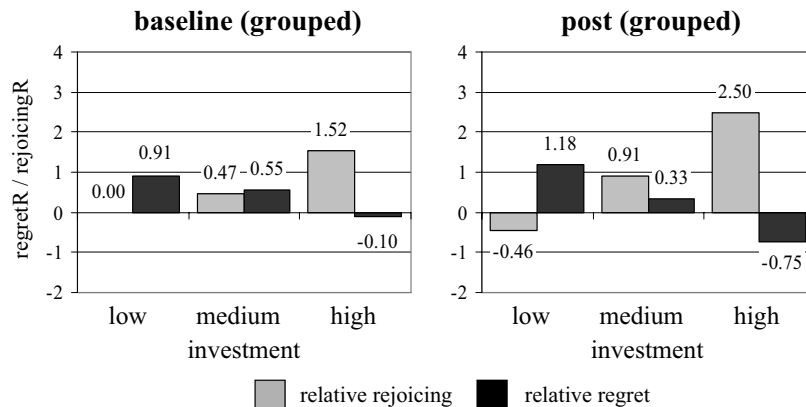 baseline (grouped)
post (grouped)
regretR / rejoicingR
4
3
2
1
0
-1
-2
0.00
0.91
0.47
0.55
1.52
-0.10
low medium high
investment
4
3
2
1
0
-1
-2
-0.46
1.18
0.91
0.33
2.50
-0.75
low medium high
investment
relative rejoicing
relative regret